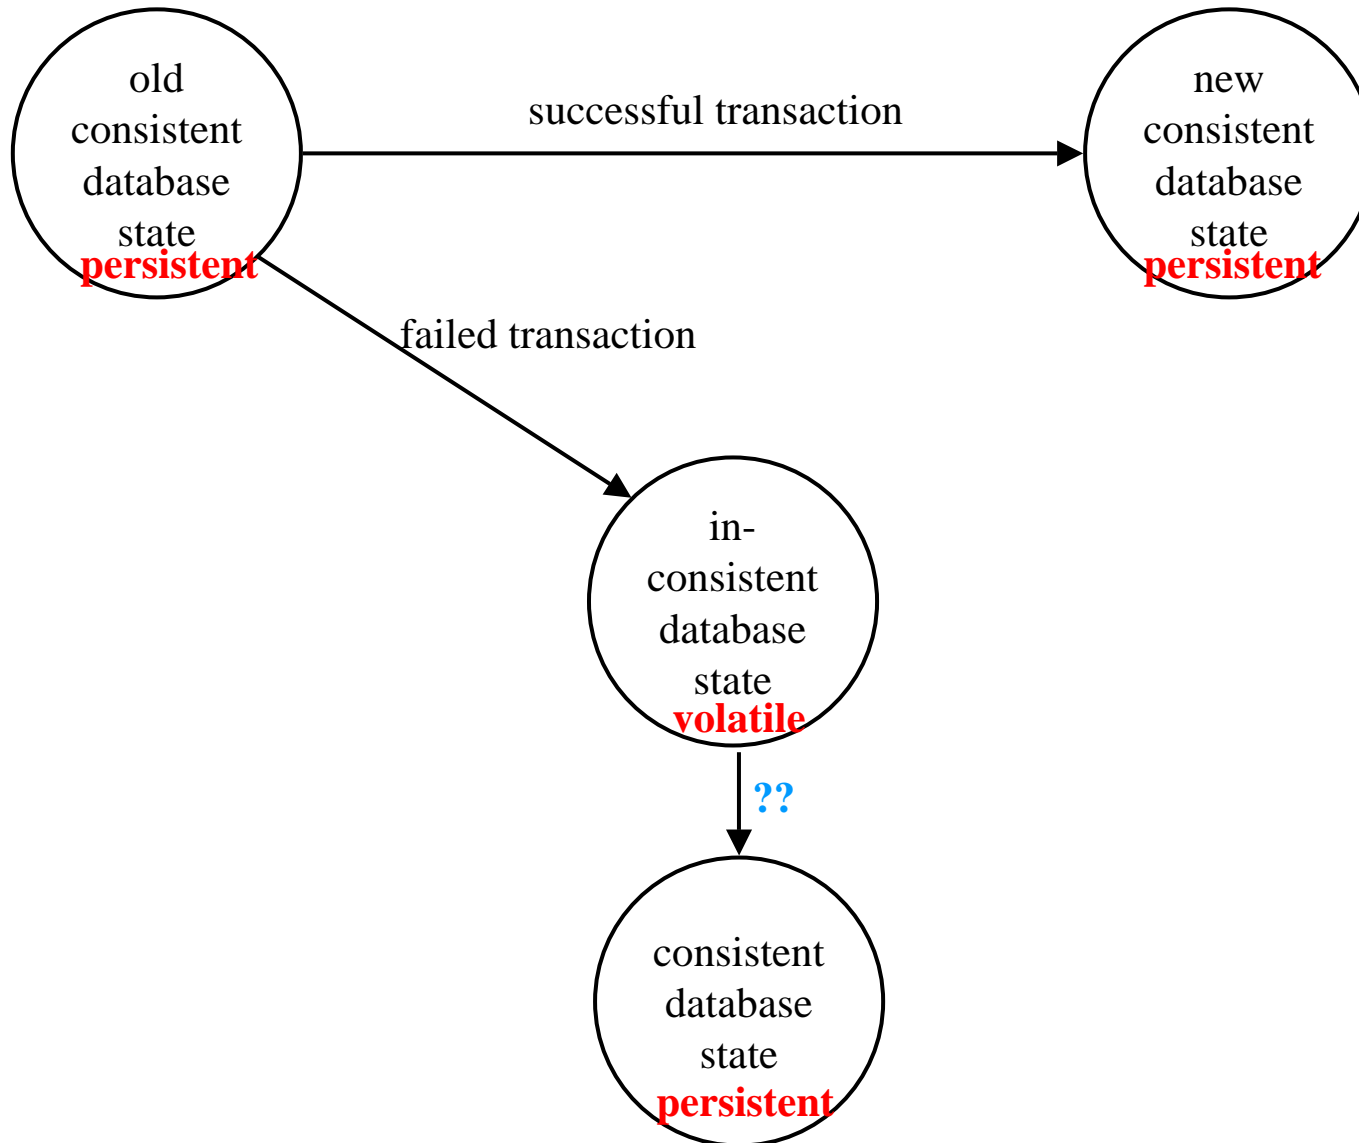 old
consistent
database
state
persistent
successful transaction
new
consistent
database
state
persistent
failed transaction
in-
consistent
database
state
volatile
??
consistent
database
state
persistent